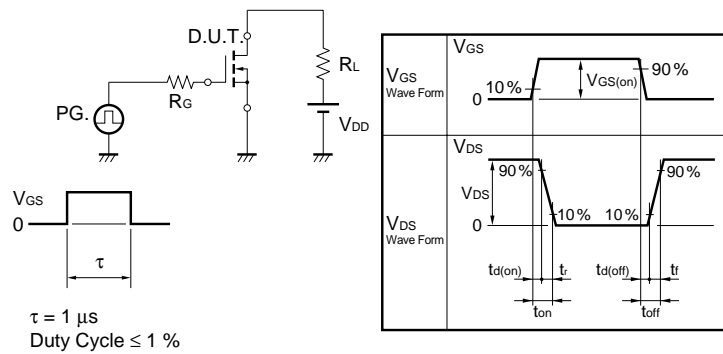 D.U.T.
RL
RG
PG.
VDD
VGS
0
τ
τ = 1 μs
Duty Cycle ≤ 1 %
VGS
Wave Form
VGS
10 %
VGS(on)
90 %
0
VDS
Wave Form
VDS
VDS
90 %
90 %
10 %
10 %
0
td(on)
tr
td(off)
tf
ton
toff